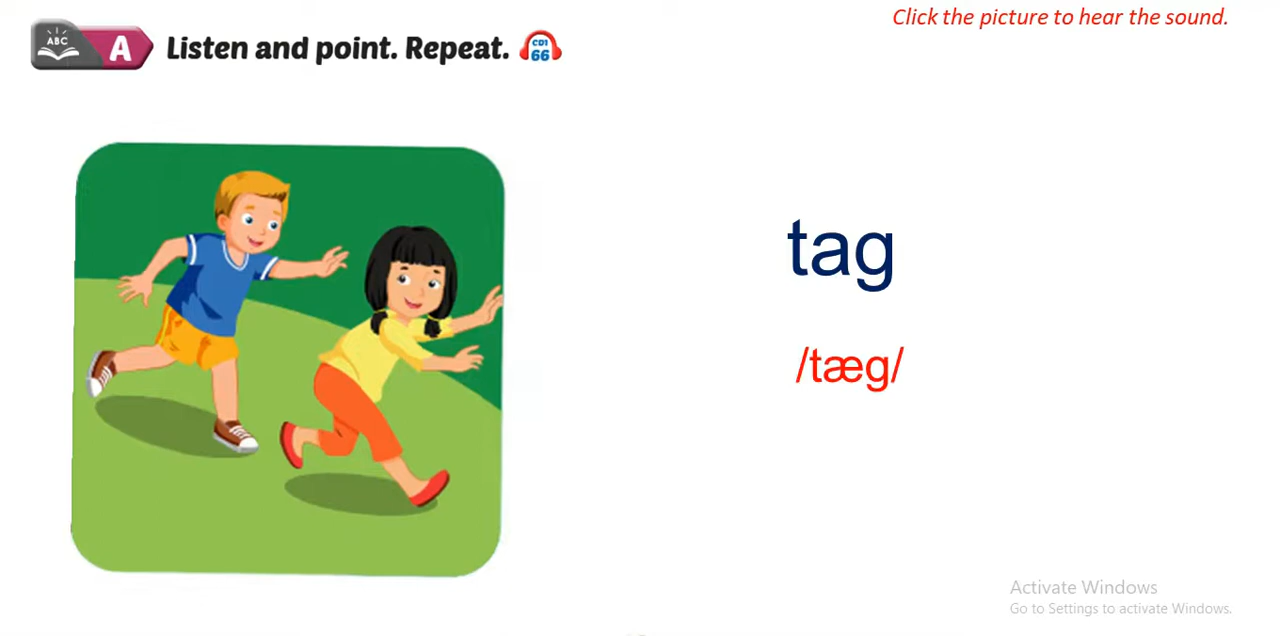 Click the picture to hear the sound.
ABC
A Listen and point. Repeat. CD1 66
tag
/tæg/
Activate Windows
Go to Settings to activate Windows.